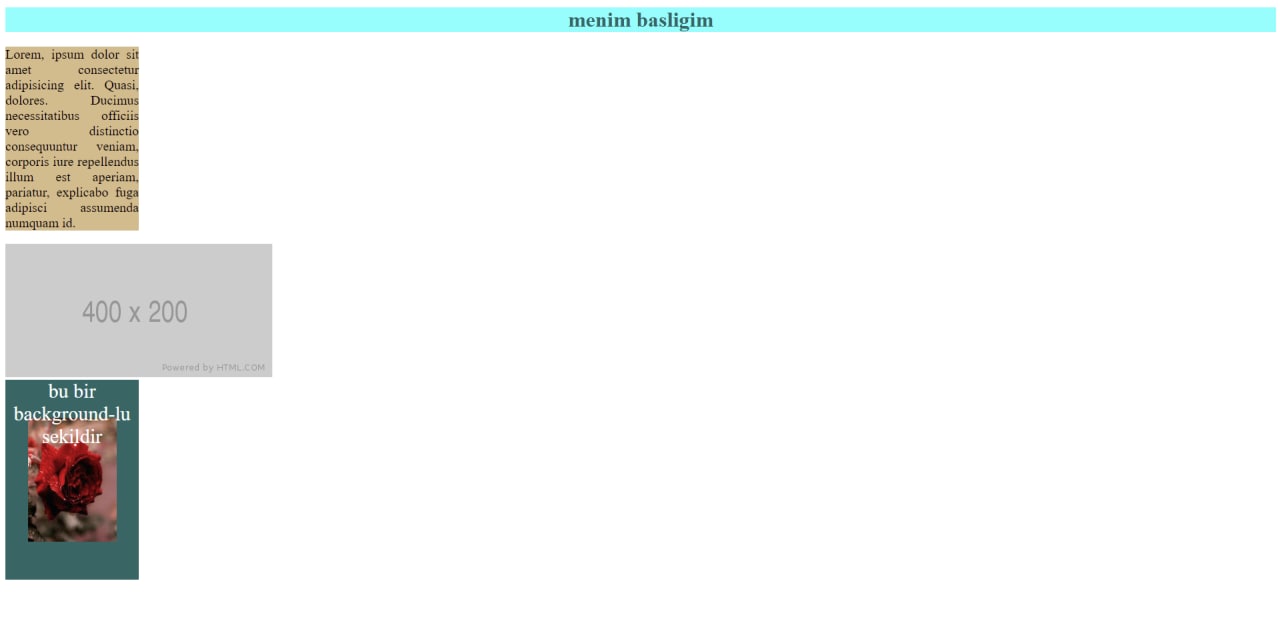 menim basligim
Lorem, ipsum dolor sit
amet consectetur
adipisicing elit. Quasi,
dolores. Ducimus
necessitatibus officiis
vero distinctio
consequuntur veniam,
corporis iure repellendus
illum est aperiam,
pariatur, explicabo fuga
adipisci assumenda
numquam id.
400 x 200
Powered by HTML.COM
bu bir
background-lu
sekildir